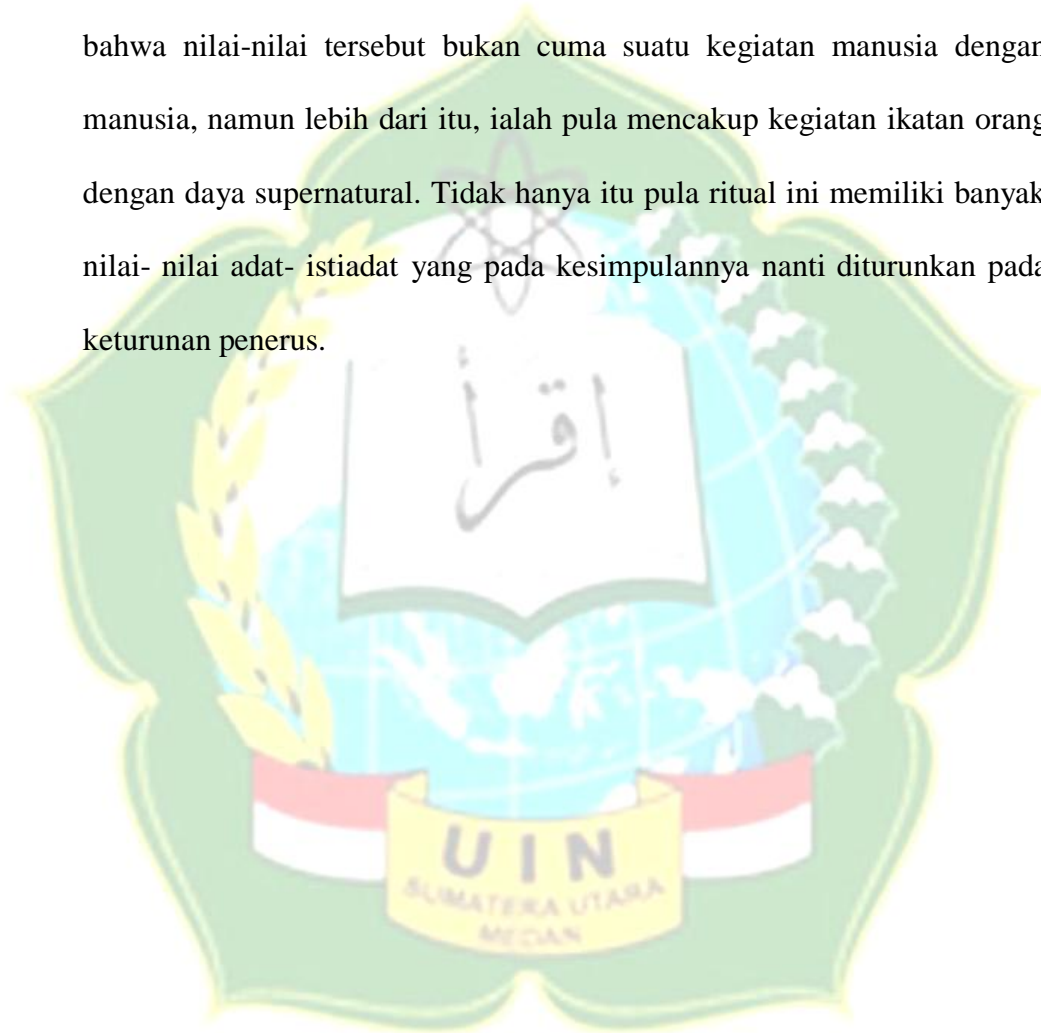 bahwa nilai-nilai tersebut bukan cuma suatu kegiatan manusia dengan
manusia, namun lebih dari itu, ialah pula mencakup kegiatan ikatan orang
dengan daya supernatural. Tidak hanya itu pula ritual ini memiliki banyak
nilai- nilai adat- istiadat yang pada kesimpulannya nanti diturunkan pada
keturunan penerus.
إقرأ
UIN
SUMATERA UTARA
MEDAN